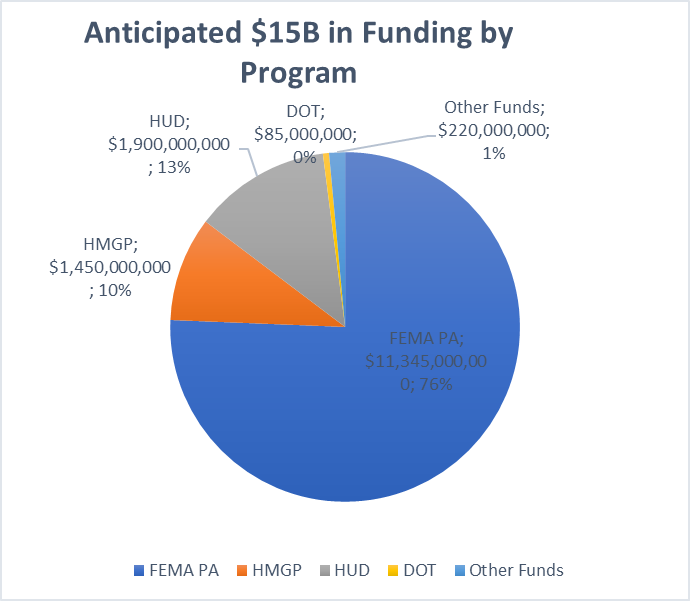 Anticipated $15B in Funding by
Program
HUD;
$1,900,000,000
; 13%
DOT;
$85,000,000;
0%
Other Funds;
$220,000,000;
1%
HMGP;
$1,450,000,000
; 10%
FEMA PA;
$11,345,000,00
0; 76%
FEMA PA
HMGP
HUD
DOT
Other Funds